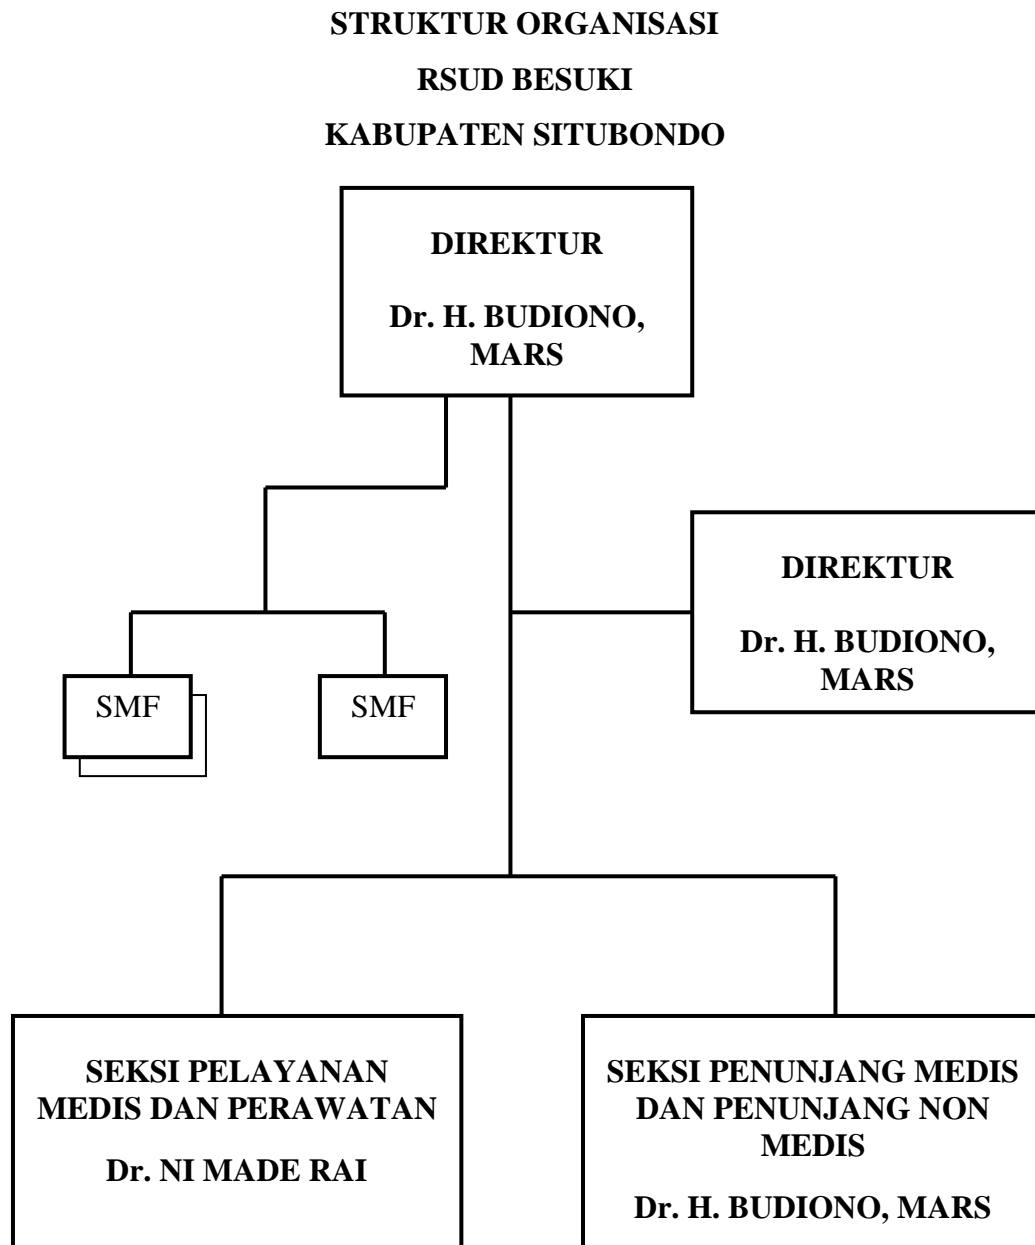 STRUKTUR ORGANISASI
RSUD BESUKI
KABUPATEN SITUBONDO
DIREKTUR
Dr. H. BUDIONO,
MARS
DIREKTUR
Dr. H. BUDIONO,
MARS
SMF
SMF
SEKSI PELAYANAN
MEDIS DAN PERAWATAN
Dr. NI MADE RAI
SEKSI PENUNJANG MEDIS
DAN PENUNJANG NON
MEDIS
Dr. H. BUDIONO, MARS